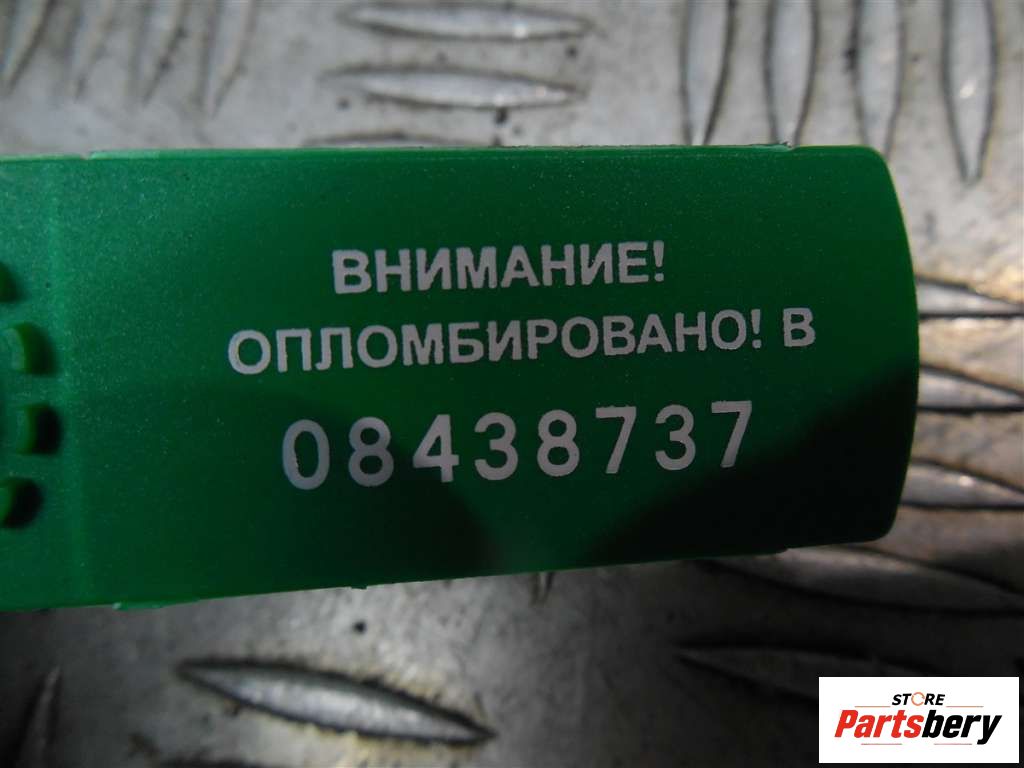 ВНИМАНИЕ!
ОПЛОМБИРОВАНО! В
08438737
STORE
Partsbery